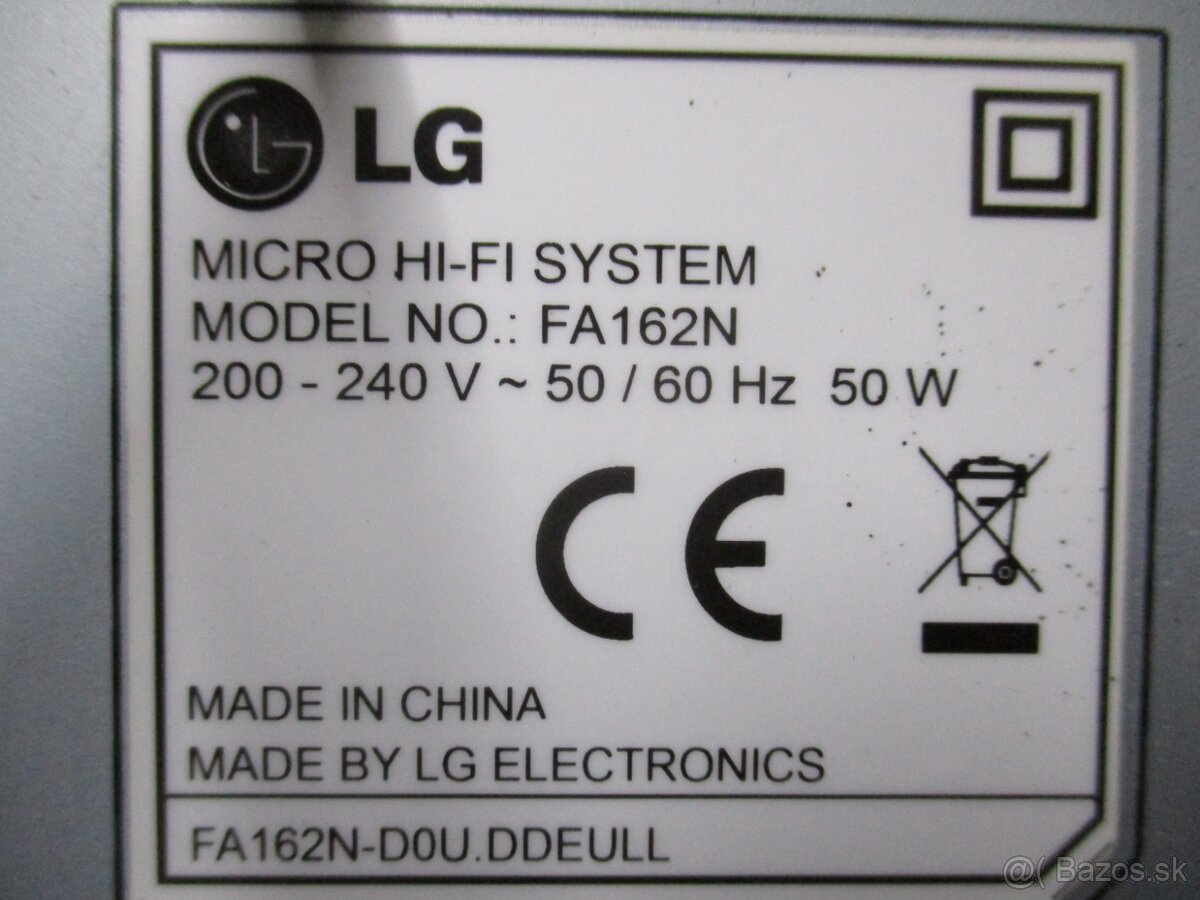 LG
MICRO HI-FI SYSTEM
MODEL NO.: FA162N
200 - 240 V ~ 50 / 60 Hz 50 W
CE
MADE IN CHINA
MADE BY LG ELECTRONICS
FA162N-D0U.DDEULL
@( Bazos.sk